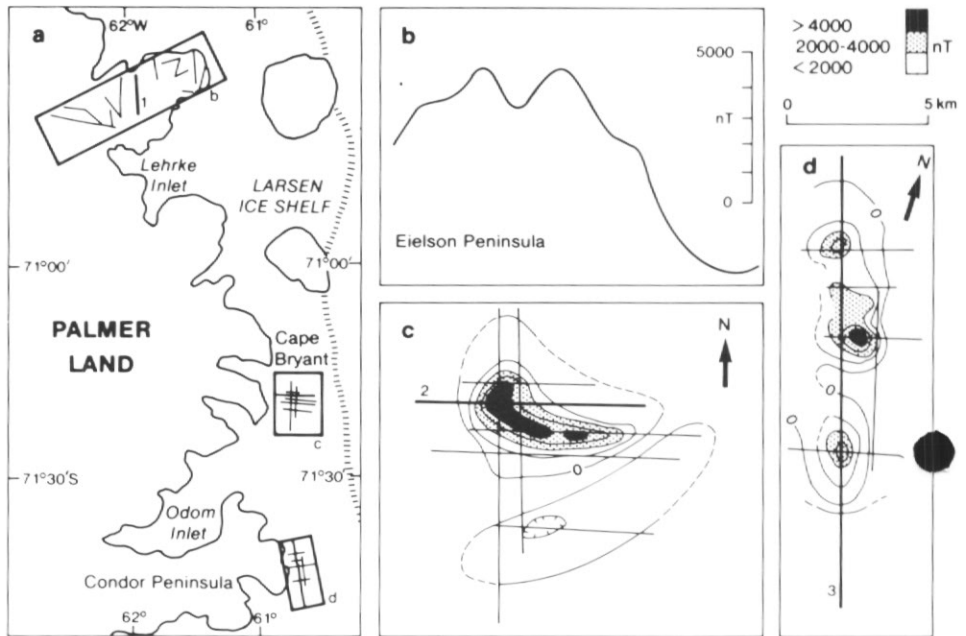 a
62°W
61°
1
b
Lehrke
Inlet
LARSEN
ICE SHELF
71°00′
71°00′
PALMER
LAND
Cape
Bryant
c
71°30′S
71°30′
Odom
Inlet
Condor Peninsula
d
62°
61°
b
5000
nT
0
Eielson Peninsula
>4000
2000-4000
<2000
nT
0
5 km
c
N
2
0
d
N
0
0
0
3